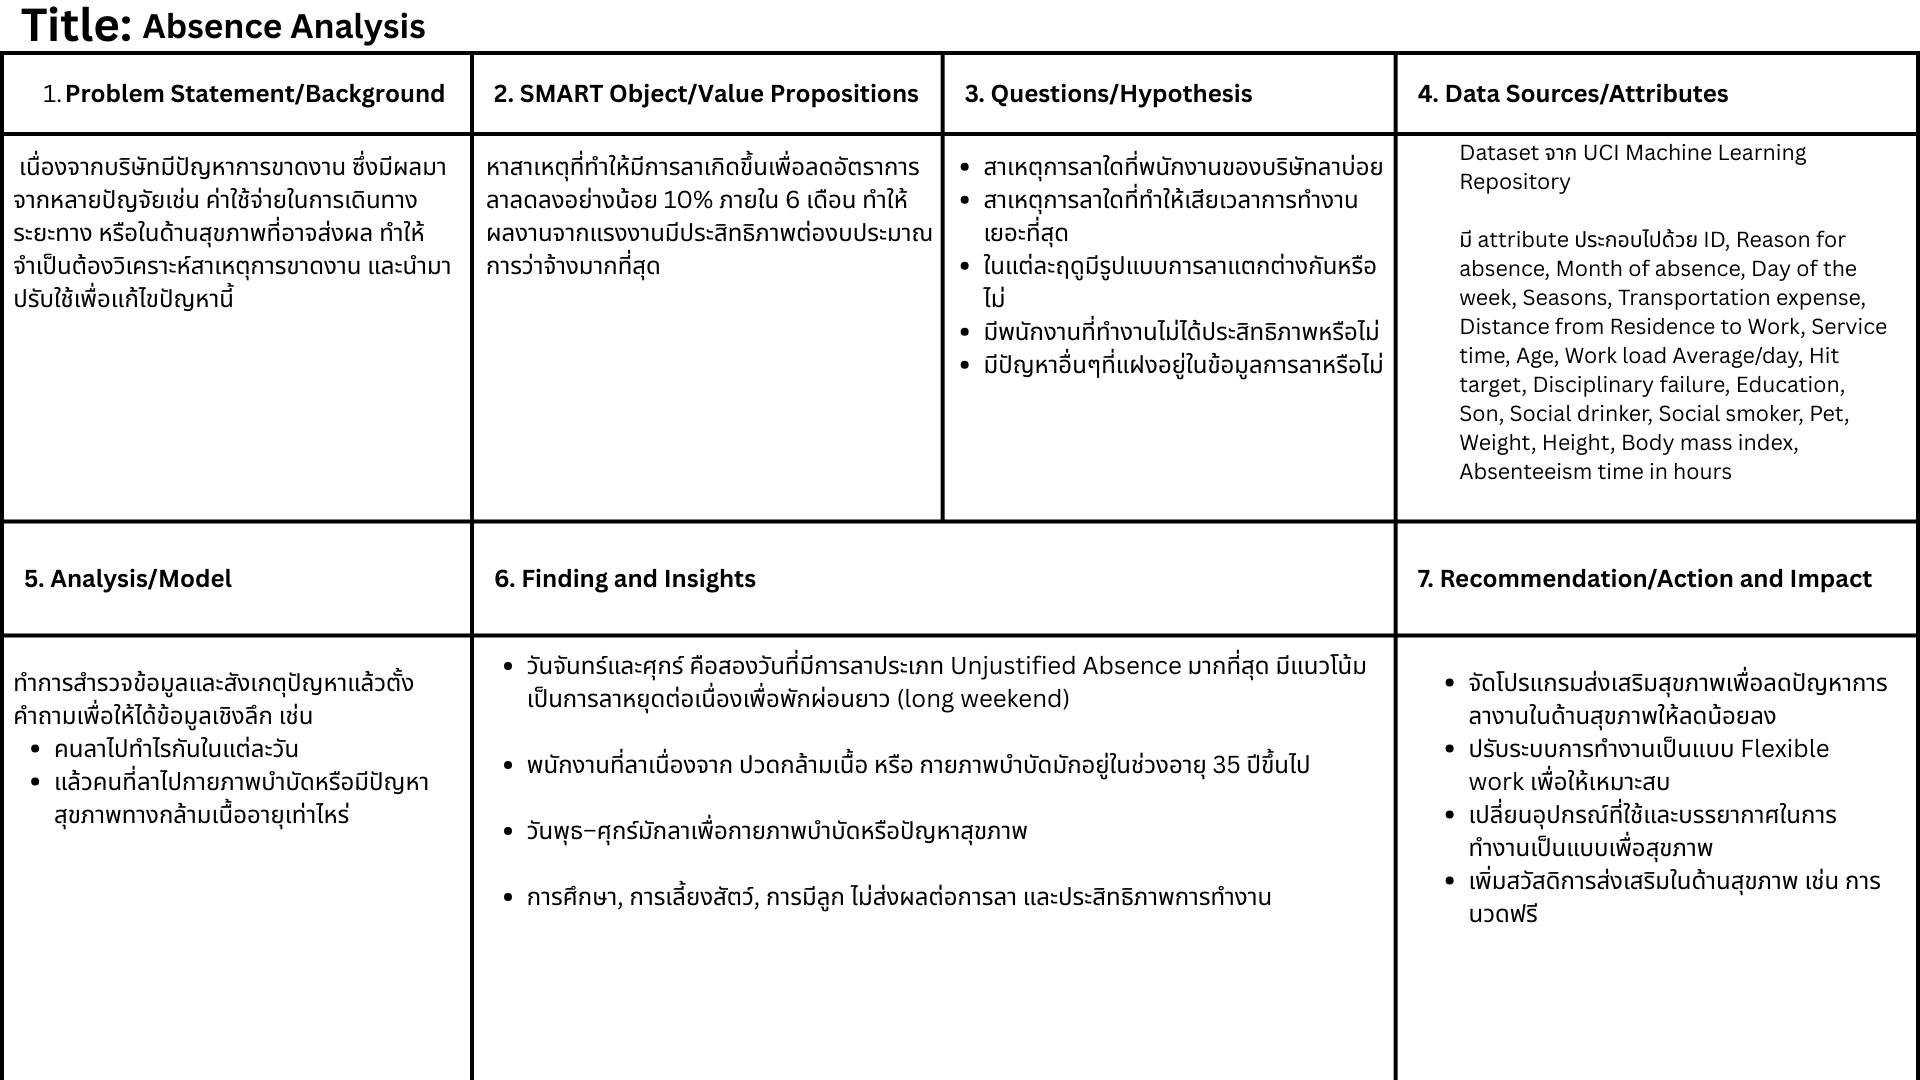 Title: Absence Analysis
1. Problem Statement/Background
เนื่องจากบริษัทมีปัญหาการขาดงาน ซึ่งมีผลมา
จากหลายปัญจัยเช่น ค่าใช้จ่ายในการเดินทาง
ระยะทาง หรือในด้านสุขภาพที่อาจส่งผล ทำให้
จำเป็นต้องวิเคราะห์สาเหตุการขาดงาน และนำมา
ปรับใช้เพื่อแก้ไขปัญหานี้
2. SMART Object/Value Propositions
หาสาเหตุที่ทำให้มีการลาเกิดขึ้นเพื่อลดอัตราการ
ลาลดลงอย่างน้อย 10% ภายใน 6 เดือน ทำให้
ผลงานจากแรงงานมีประสิทธิภาพต่องบประมาณ
การว่าจ้างมากที่สุด
3. Questions/Hypothesis
• สาเหตุการลาใดที่พนักงานของบริษัทลาบ่อย
• สาเหตุการลาใดที่ทำให้เสียเวลาการทำงาน
เยอะที่สุด
• ในแต่ละฤดูมีรูปแบบการลาแตกต่างกันหรือ
ไม่
• มีพนักงานที่ทำงานไม่ได้ประสิทธิภาพหรือไม่
• มีปัญหาอื่นๆที่แฝงอยู่ในข้อมูลการลาหรือไม่
4. Data Sources/Attributes
Dataset จาก UCI Machine Learning
Repository
มี attribute ประกอบไปด้วย ID, Reason for
absence, Month of absence, Day of the
week, Seasons, Transportation expense,
Distance from Residence to Work, Service
time, Age, Work load Average/day, Hit
target, Disciplinary failure, Education,
Son, Social drinker, Social smoker, Pet,
Weight, Height, Body mass index,
Absenteeism time in hours
5. Analysis/Model
ทำการสำรวจข้อมูลและสังเกตุปัญหาแล้วตั้ง
คำถามเพื่อให้ได้ข้อมูลเชิงลึก เช่น
• คนลาไปทำไรกันในแต่ละวัน
• แล้วคนที่ลาไปกายภาพบำบัดหรือมีปัญหา
สุขภาพทางกล้ามเนื้ออายุเท่าไหร่
6. Finding and Insights
• วันจันทร์และศุกร์ คือสองวันที่มีการลาประเภท Unjustified Absence มากที่สุด มีแนวโน้ม
เป็นการลาหยุดต่อเนื่องเพื่อพักผ่อนยาว (long weekend)
• พนักงานที่ลาเนื่องจาก ปวดกล้ามเนื้อ หรือ กายภาพบำบัดมักอยู่ในช่วงอายุ 35 ปีขึ้นไป
• วันพุธ–ศุกร์มักลาเพื่อกายภาพบำบัดหรือปัญหาสุขภาพ
• การศึกษา, การเลี้ยงสัตว์, การมีลูก ไม่ส่งผลต่อการลา และประสิทธิภาพการทำงาน
7. Recommendation/Action and Impact
• จัดโปรแกรมส่งเสริมสุขภาพเพื่อลดปัญหาการ
ลางานในด้านสุขภาพให้ลดน้อยลง
• ปรับระบบการทำงานเป็นแบบ Flexible
work เพื่อให้เหมาะสบ
• เปลี่ยนอุปกรณ์ที่ใช้และบรรยากาศในการ
ทำงานเป็นแบบเพื่อสุขภาพ
• เพิ่มสวัสดิการส่งเสริมในด้านสุขภาพ เช่น การ
นวดฟรี